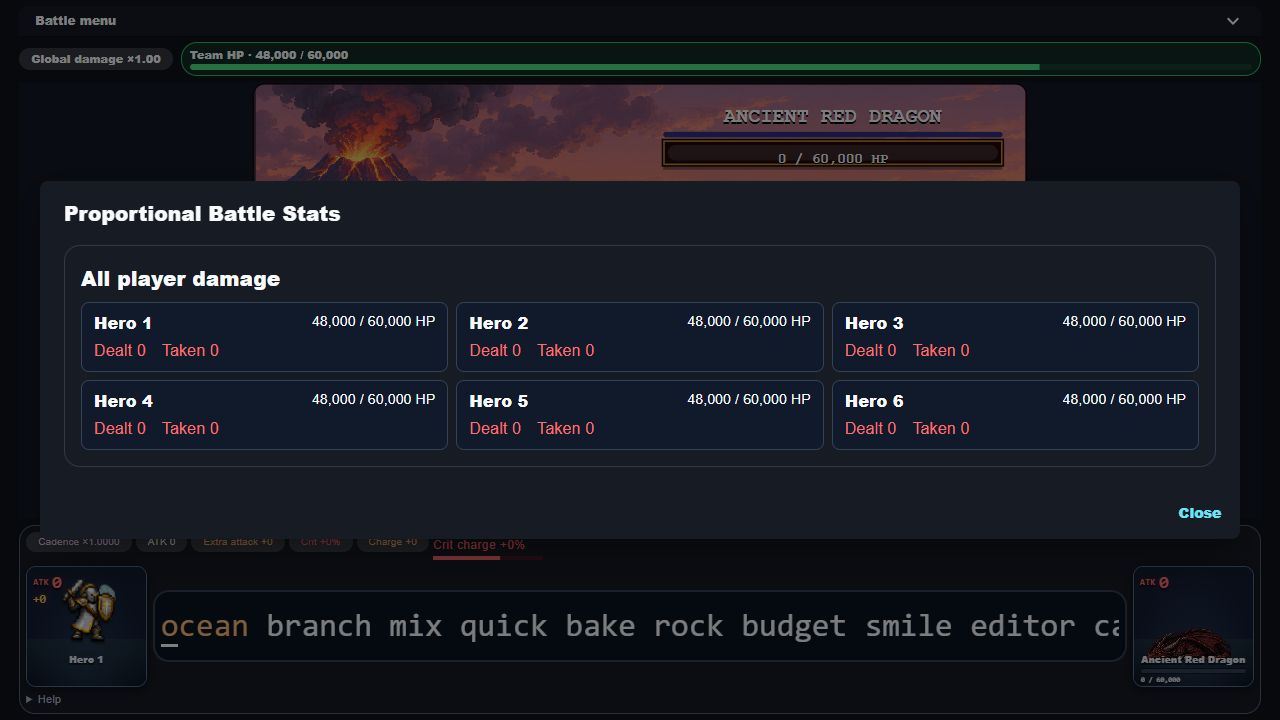 Battle menu
Global damage ×1.00
Team HP · 48,000 / 60,000
ANCIENT RED DRAGON
0 / 60,000 HP
Proportional Battle Stats
All player damage
Hero 1 48,000 / 60,000 HP
Dealt 0 Taken 0
Hero 2 48,000 / 60,000 HP
Dealt 0 Taken 0
Hero 3 48,000 / 60,000 HP
Dealt 0 Taken 0
Hero 4 48,000 / 60,000 HP
Dealt 0 Taken 0
Hero 5 48,000 / 60,000 HP
Dealt 0 Taken 0
Hero 6 48,000 / 60,000 HP
Dealt 0 Taken 0
Close
Cadence ×1.0000 ATK 0 Extra attack +0 Crit +0% Charge +0 Crit charge +0%
ATK 0
+0
Hero 1
ocean branch mix quick bake rock budget smile editor ca
ATK 0
Ancient Red Dragon
0 / 60,000
Help